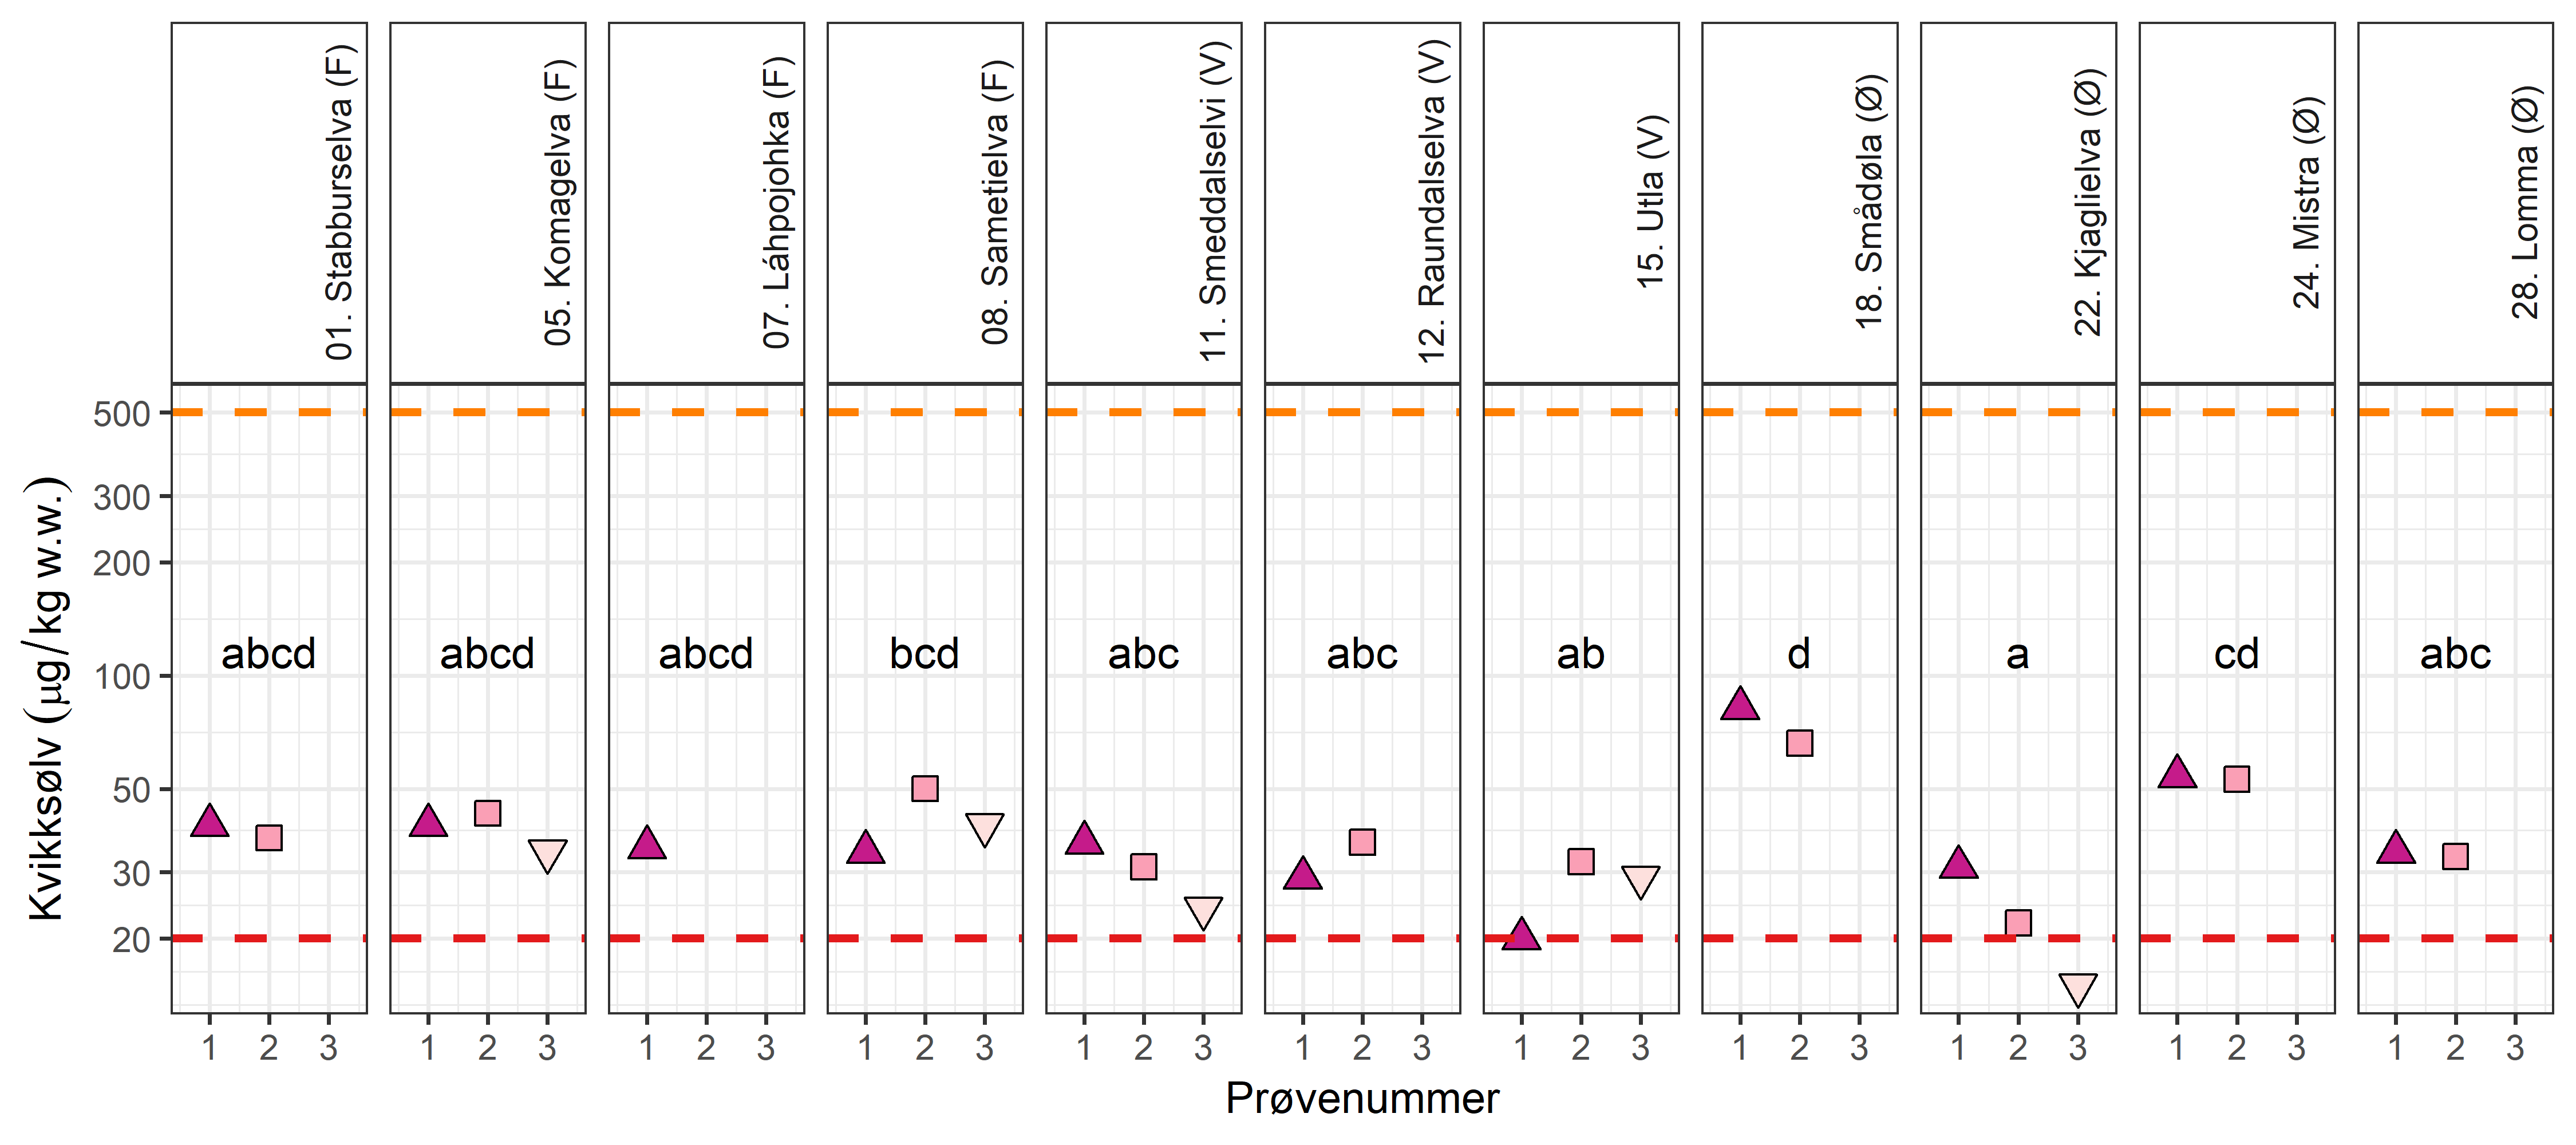 01. Stabburselva (F)
05. Komagelva (F)
07. Láhpojohka (F)
08. Sametielva (F)
11. Smeddalselvi (V)
12. Raundalselva (V)
15. Utla (V)
18. Smådøla (Ø)
22. Kjaglielva (Ø)
24. Mistra (Ø)
28. Lomma (Ø)
Kvikksølv (μg/kg w.w.)
500
300
200
100
50
30
20
abcd
abcd
abcd
bcd
abc
abc
ab
d
a
cd
abc
1 2 3
1 2 3
1 2 3
1 2 3
1 2 3
1 2 3
1 2 3
1 2 3
1 2 3
1 2 3
1 2 3
Prøvenummer